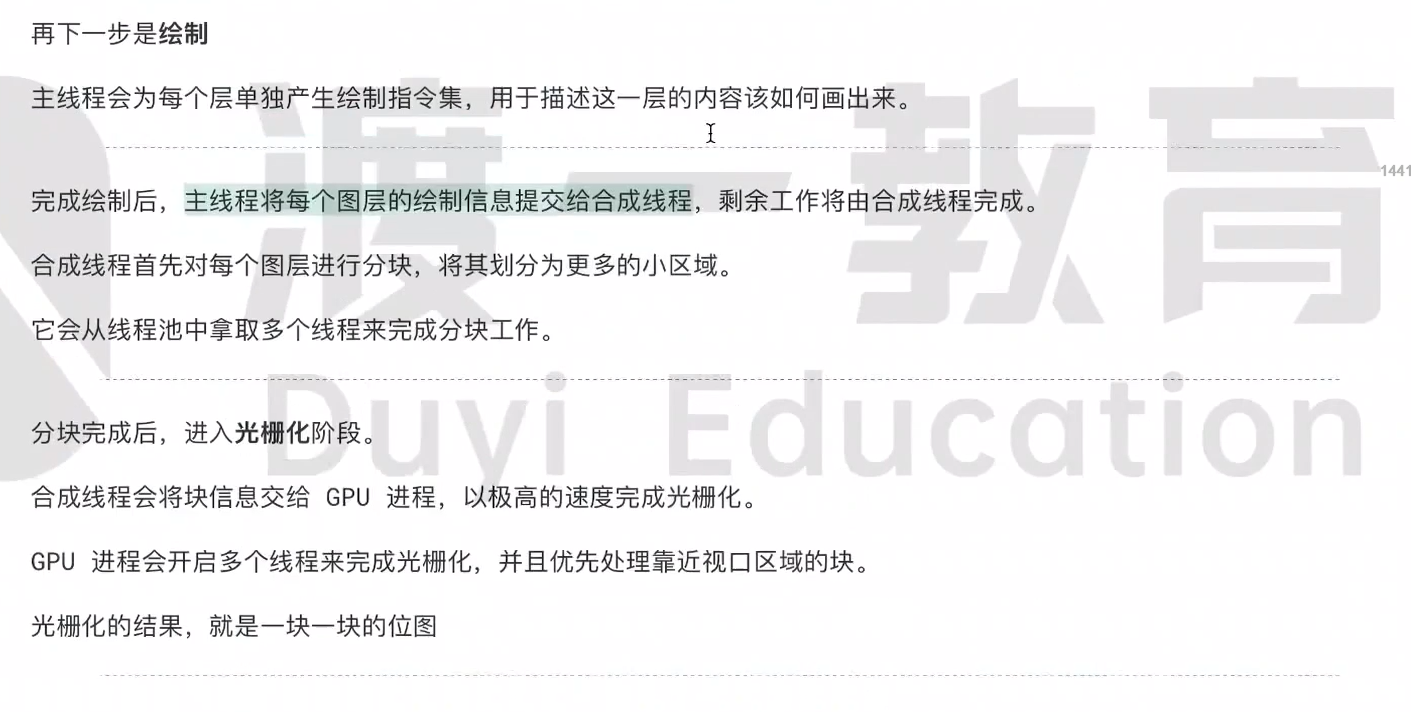 再下一步是绘制
主线程会为每个层单独产生绘制指令集，用于描述这一层的内容该如何画出来。
1441
完成绘制后，主线程将每个图层的绘制信息提交给合成线程，剩余工作将由合成线程完成。
合成线程首先对每个图层进行分块，将其划分为更多的小区域。
它会从线程池中拿取多个线程来完成分块工作。
分块完成后，进入光栅化阶段。
合成线程会将块信息交给 GPU 进程，以极高的速度完成光栅化。
GPU 进程会开启多个线程来完成光栅化，并且优先处理靠近视口区域的块。
光栅化的结果，就是一块一块的位图
渡一教育
Duyi Education